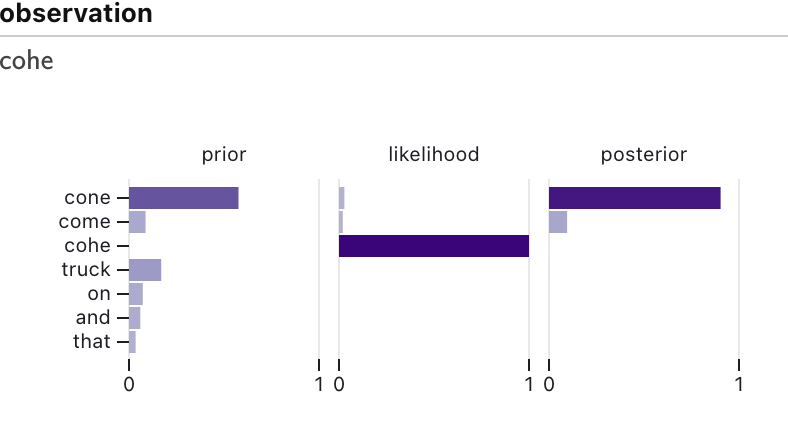 observation
cohe
prior likelihood posterior
cone
come
cohe
truck
on
and
that
0 1 0 1 0 1